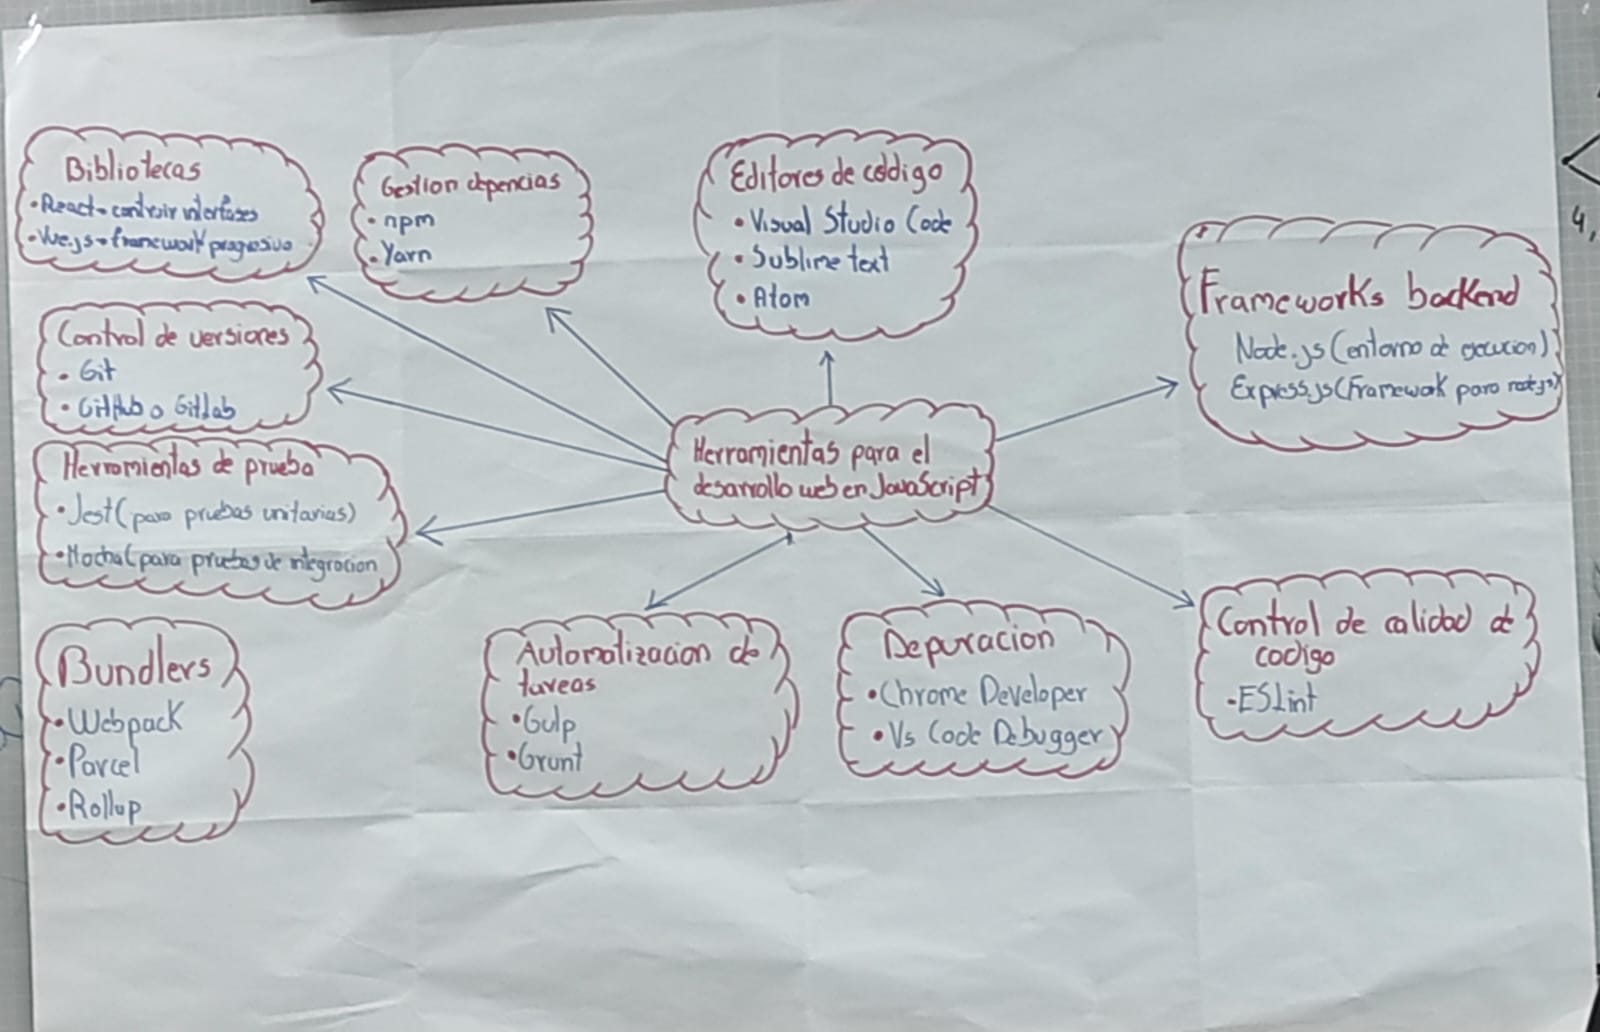 Bibliotecas
• React → contruir interfases
• Vue.js → framework progresivo
Gestion depencias
• npm
• Yarn
Editores de código
• Visual Studio Code
• Sublime text
• Atom
Frameworks backend
Node.js (entorno de ejecucion)
Express.js (Framework para
Control de versiones
• Git
• GitHub o Gitlab
Herramientas para el
desarrollo web en JavaScript
Herramientas de prueba
• Jest (para pruebas unitarias)
• Mocha (para pruebas de integracion
Bundlers
• Webpack
• Parcel
• Rollup
Automatizacion de
tareas
• Gulp
• Grunt
Depuracion
• Chrome Developer
• Vs Code Debugger
Control de calidad de
codigo
- ESLint
4,